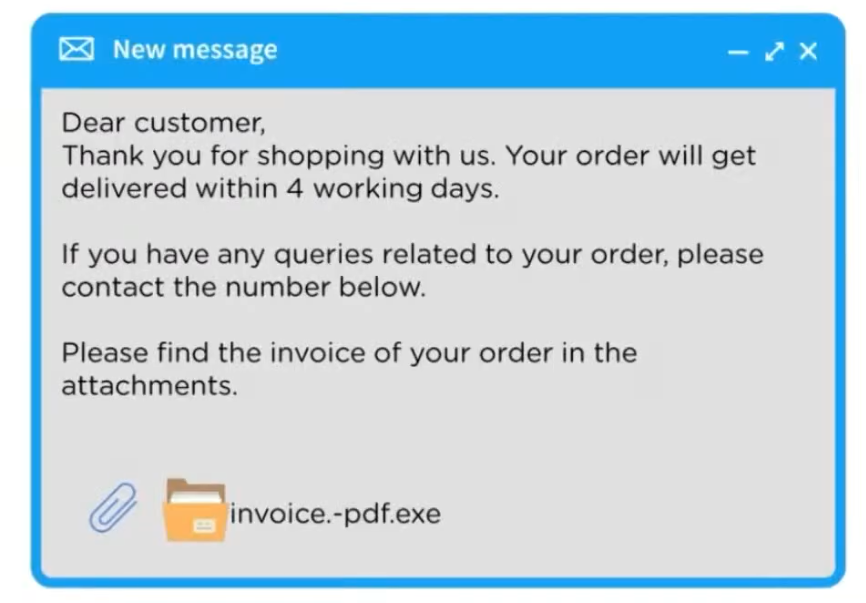 New message
Dear customer,
Thank you for shopping with us. Your order will get
delivered within 4 working days.
If you have any queries related to your order, please
contact the number below.
Please find the invoice of your order in the
attachments.
invoice.-pdf.exe